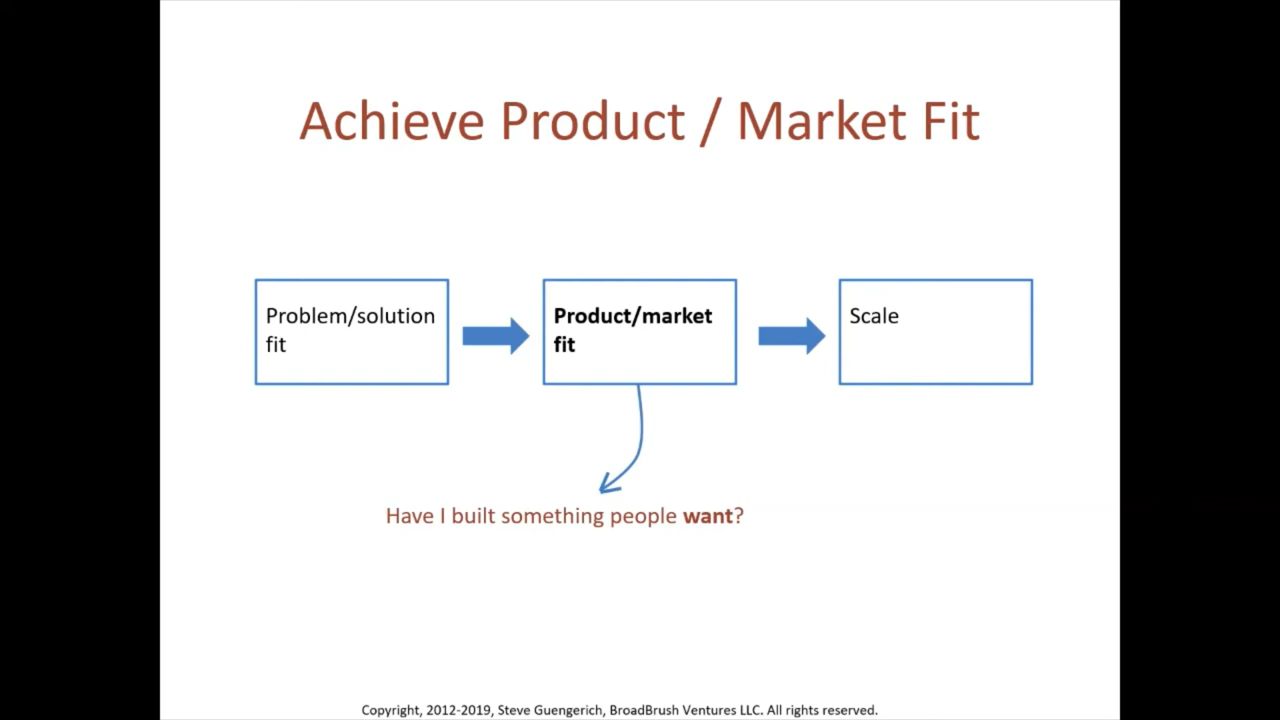 Achieve Product / Market Fit
Problem/solution
fit
Product/market
fit
Scale
Have I built something people want?
Copyright, 2012-2019, Steve Guengerich, BroadBrush Ventures LLC. All rights reserved.